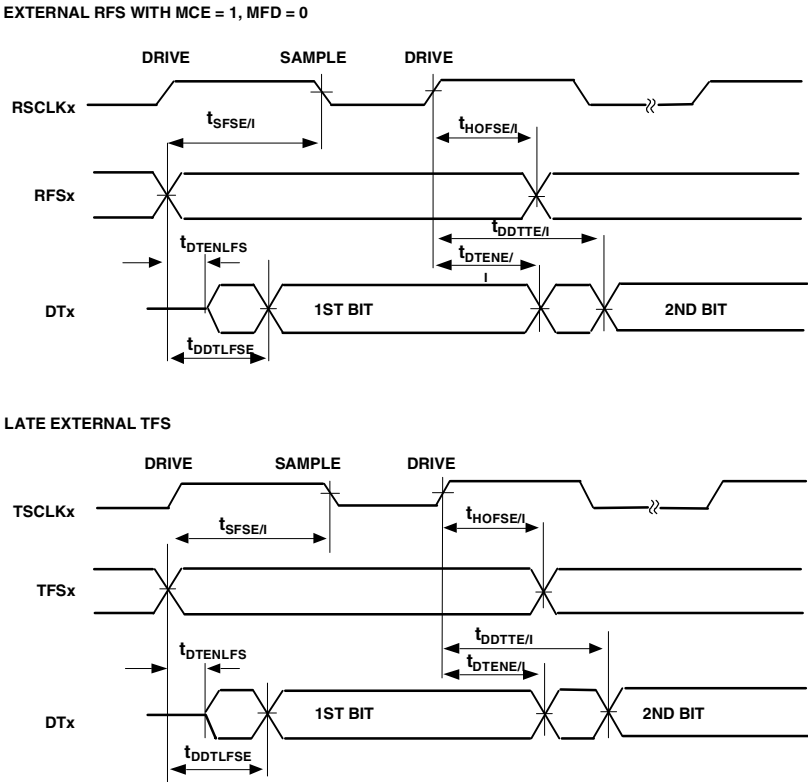 EXTERNAL RFS WITH MCE = 1, MFD = 0
DRIVE SAMPLE DRIVE
RSCLKx
tSFSE/I tHOFSE/I
RFSx
tDDTTE/I
tDTENLFS tDTENE/
I
DTx 1ST BIT 2ND BIT
tDDTLFSE
LATE EXTERNAL TFS
DRIVE SAMPLE DRIVE
TSCLKx
tSFSE/I tHOFSE/I
TFSx
tDDTTE/I
tDTENLFS tDTENE/I
DTx 1ST BIT 2ND BIT
tDDTLFSE